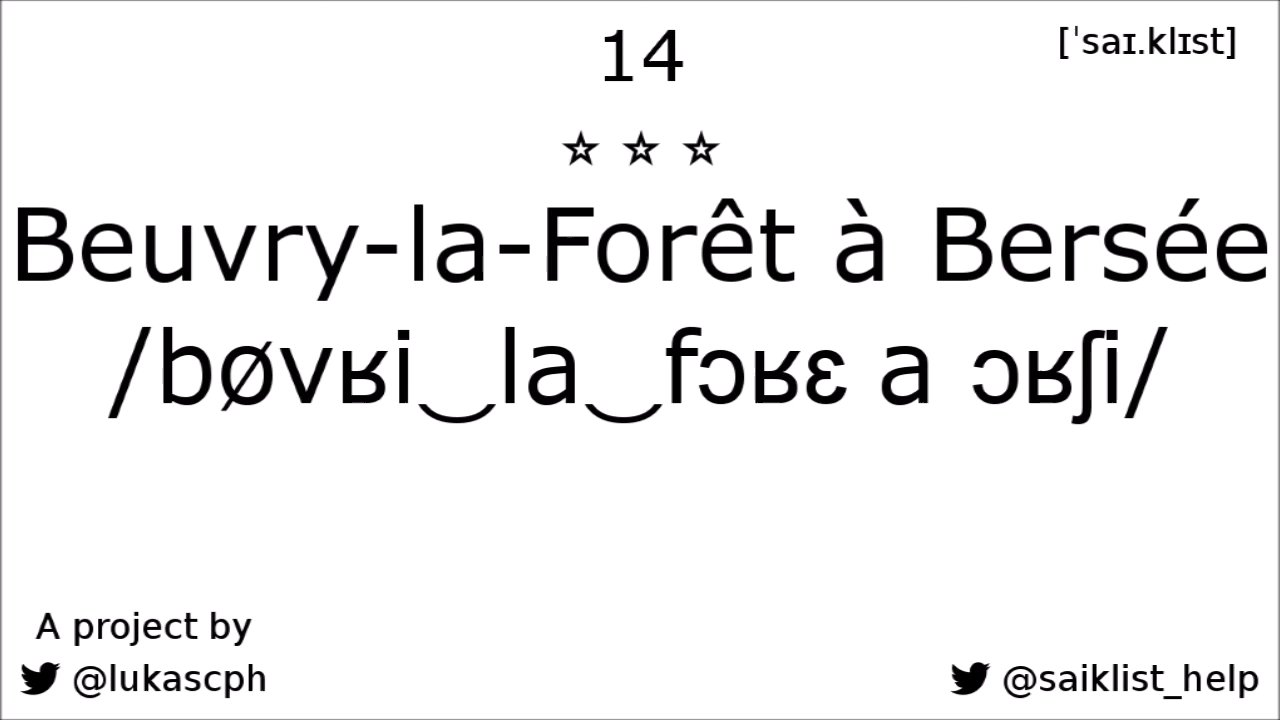 14
[ˈsaɪ.klɪst]
☆ ☆ ☆
Beuvry-la-Forêt à Bersée
/bøvʁi‿la‿fɔʁɛ a ɔʁʃi/
A project by
@lukascph
@saiklist_help